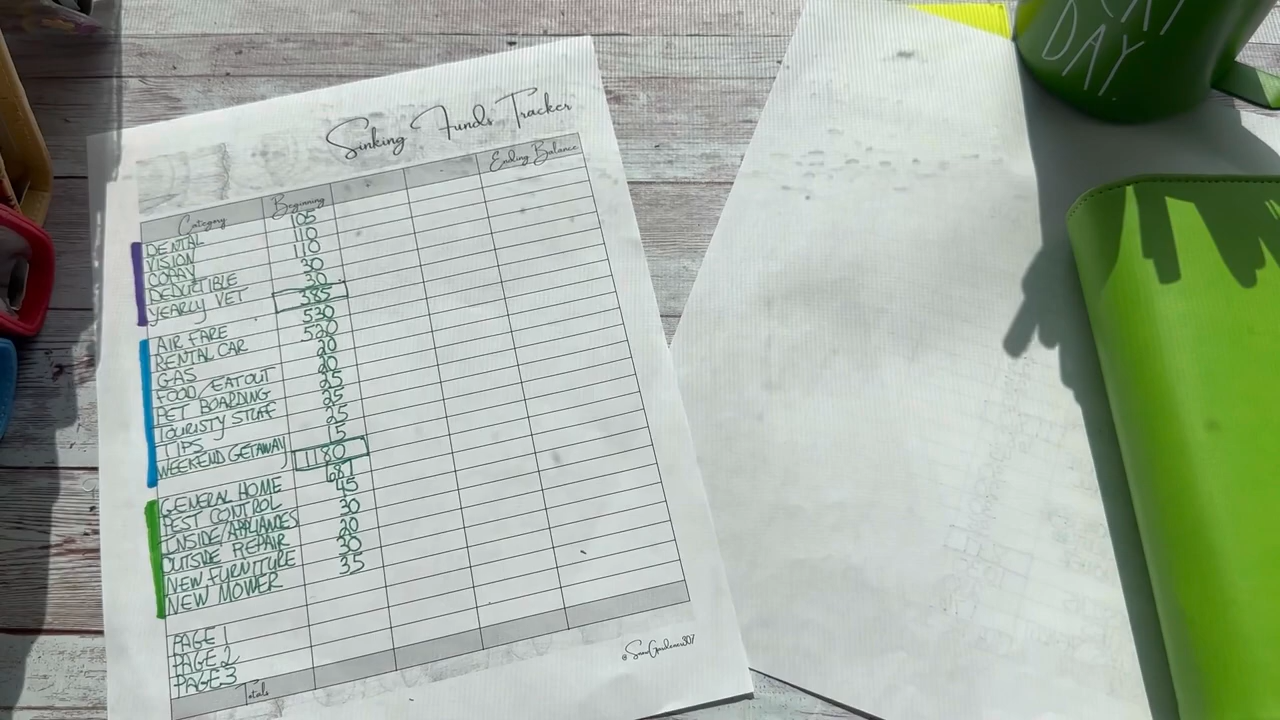 Sinking Funds Tracker
Category Beginning Ending Balance
DENTAL 105
VISION 110
COPAY 110
DEDUCTIBLE 30
YEARLY VET 30
385
AIR FARE 530
RENTAL CAR 520
GAS 20
FOOD/EATOUT 20
PET BOARDING 25
TOURISTY STUFF 25
TIPS 25
WEEKEND GETAWAY 5
1180
GENERAL HOME
PEST CONTROL 45
INSIDE/APPLIANCES 30
OUTSIDE REPAIR 20
NEW FURNITURE 30
NEW MOWER 35
PAGE 1
PAGE 2
PAGE 3
Totals
DAY